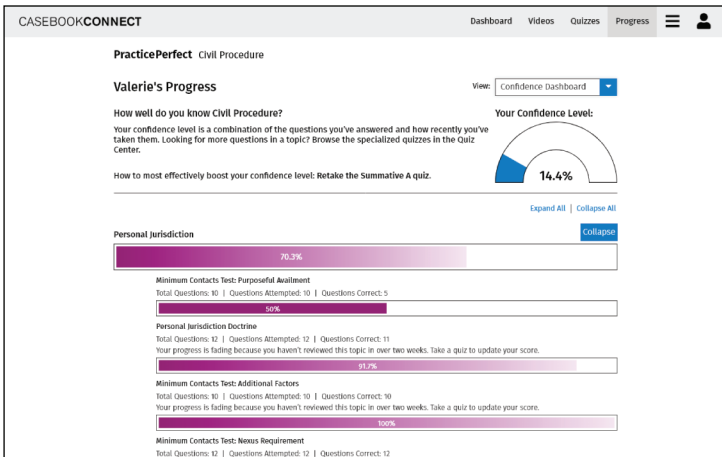 CASEBOOKCONNECT
Dashboard Videos Quizzes Progress
PracticePerfect Civil Procedure
Valerie's Progress
View: Confidence Dashboard
How well do you know Civil Procedure?
Your Confidence Level:
Your confidence level is a combination of the questions you've answered and how recently you've
taken them. Looking for more questions in a topic? Browse the specialized quizzes in the Quiz
Center.
How to most effectively boost your confidence level: Retake the Summative A quiz.
14.4%
Expand All | Collapse All
Personal Jurisdiction
Collapse
70.3%
Minimum Contacts Test: Purposeful Availment
Total Questions: 10 | Questions Attempted: 10 | Questions Correct: 5
50%
Personal Jurisdiction Doctrine
Total Questions: 12 | Questions Attempted: 12 | Questions Correct: 11
Your progress is fading because you haven't reviewed this topic in over two weeks. Take a quiz to update your score.
91.7%
Minimum Contacts Test: Additional Factors
Total Questions: 10 | Questions Attempted: 10 | Questions Correct: 10
Your progress is fading because you haven't reviewed this topic in over two weeks. Take a quiz to update your score.
100%
Minimum Contacts Test: Nexus Requirement
Total Questions: 12 | Questions Attempted: 12 | Questions Correct: 12